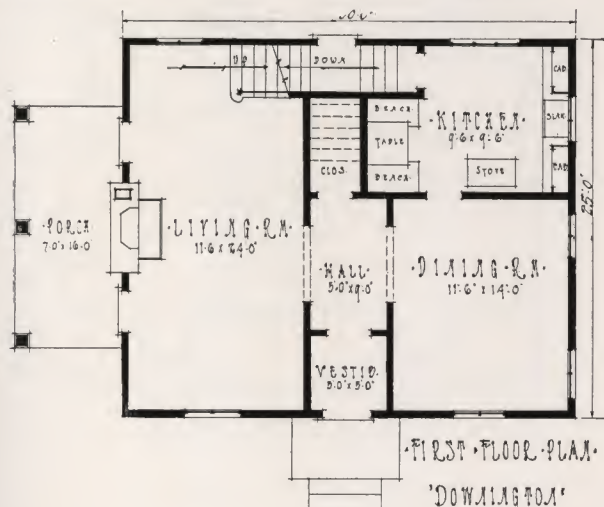 UP
DOWN
CAB.
BENCH
·KITCHEN·
9'-6" x 9'-6"
SINK
TABLE
CLOS.
BENCH
STOVE
CAB.
25'-0"
·PORCH·
7'-0" x 16'-0"
·LIVING·RM·
11'-6" x 24'-0"
·HALL·
5'-0" x 9'-0"
·DINING·RM·
11'-6" x 14'-0"
·VESTIB·
5'-0" x 5'-0"
·FIRST·FLOOR·PLAN·
"DOWNINGTON"